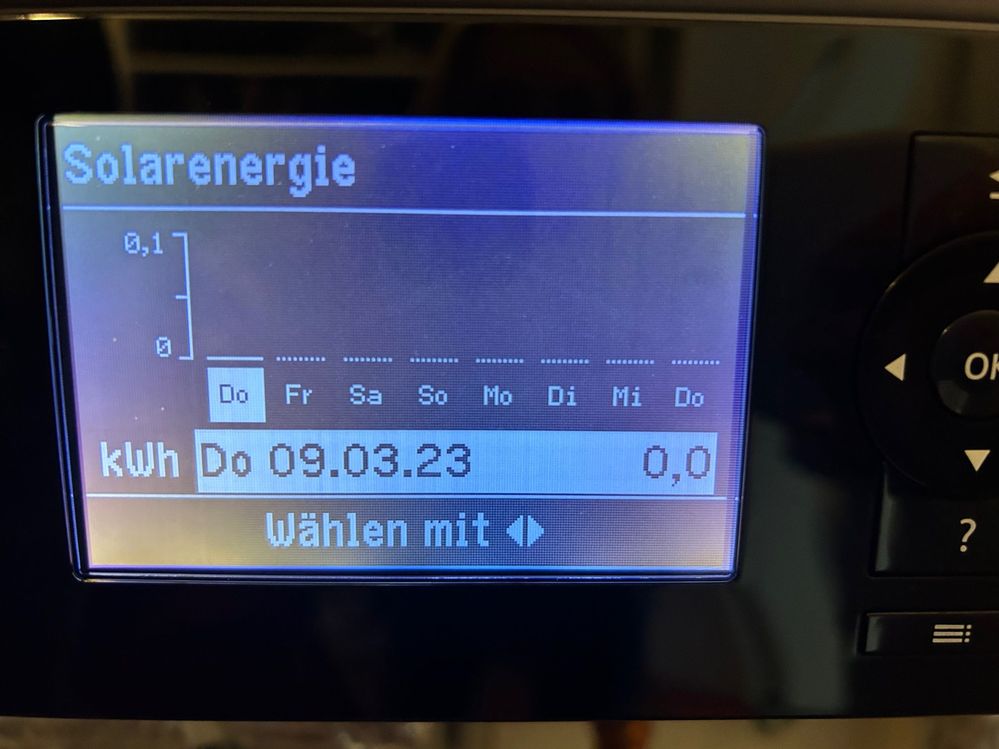 Solarenergie
0,1
0
Do Fr Sa So Mo Di Mi Do
kWh Do 09.03.23 0,0
Wählen mit
OK
?